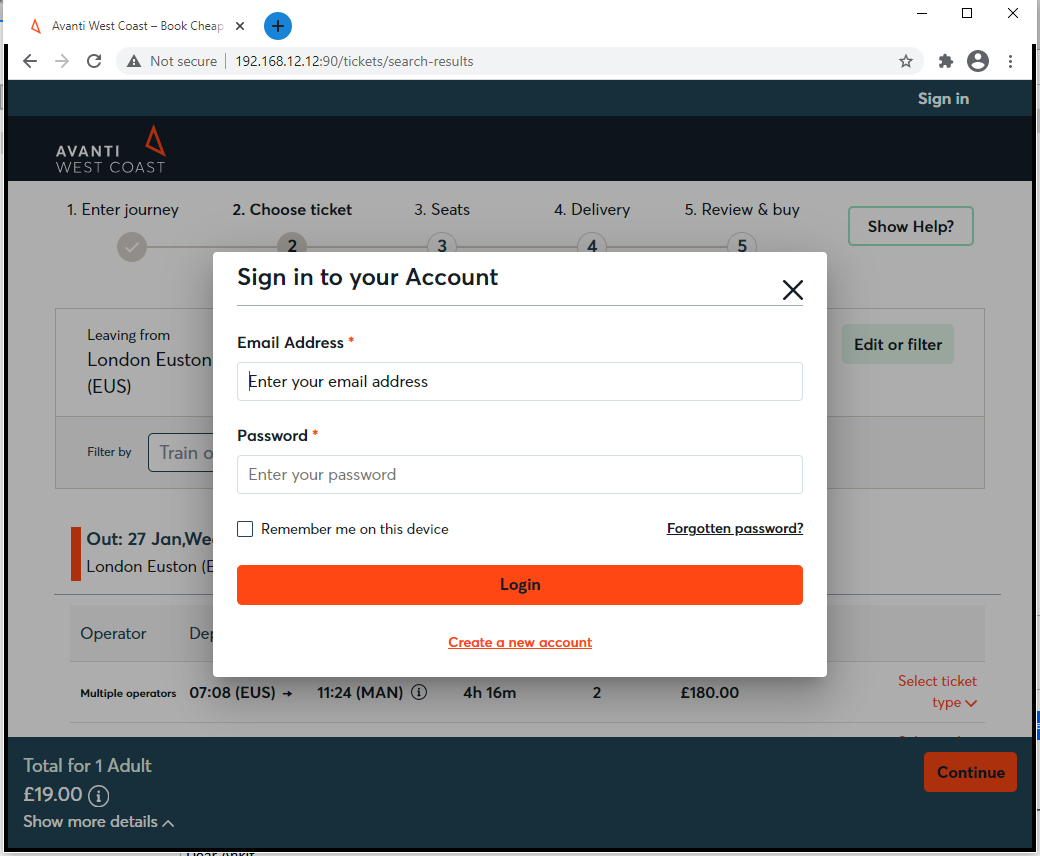 Avanti West Coast – Book Cheap
Not secure | 192.168.12.12:90/tickets/search-results
Sign in
AVANTI
WEST COAST
1. Enter journey 2. Choose ticket 3. Seats 4. Delivery 5. Review & buy
Show Help?
2 3 4 5
Sign in to your Account
Leaving from
London Euston
(EUS)
Edit or filter
Email Address *
Enter your email address
Password *
Filter by Train o
Enter your password
Remember me on this device Forgotten password?
Out: 27 Jan,We
London Euston (E
Login
Operator Dep
Create a new account
Multiple operators 07:08 (EUS) → 11:24 (MAN) 4h 16m 2 £180.00 Select ticket
type
Total for 1 Adult
£19.00
Show more details
Continue
Dear Ankit